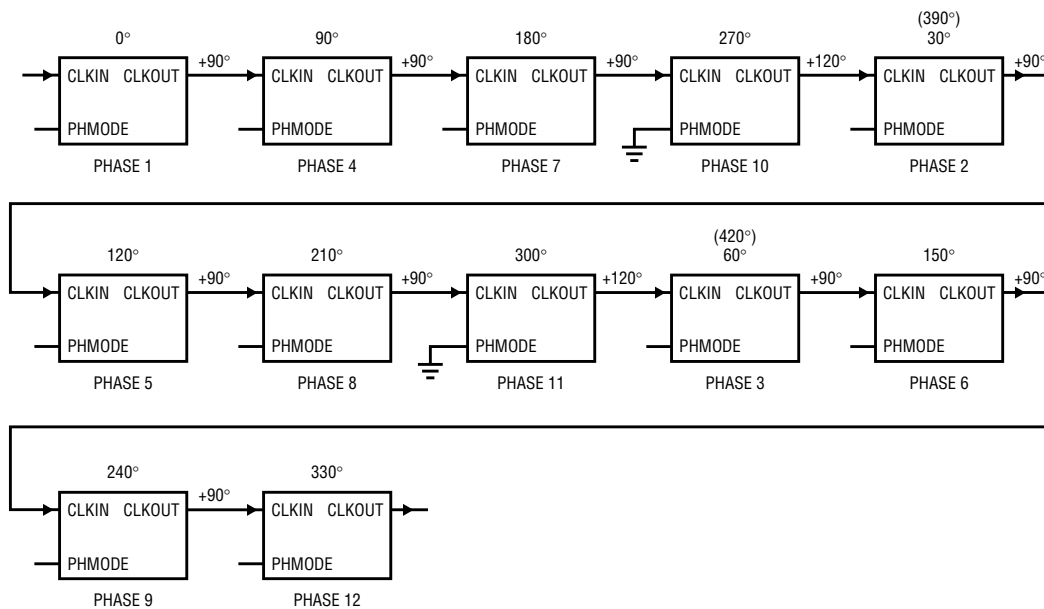 0° 90° 180° 270° (390°)
30°
CLKIN CLKOUT +90° CLKIN CLKOUT +90° CLKIN CLKOUT +90° CLKIN CLKOUT +120° CLKIN CLKOUT +90°
PHMODE PHMODE PHMODE PHMODE PHMODE
PHASE 1 PHASE 4 PHASE 7 PHASE 10 PHASE 2
120° 210° 300° (420°)
60° 150°
CLKIN CLKOUT +90° CLKIN CLKOUT +90° CLKIN CLKOUT +120° CLKIN CLKOUT +90° CLKIN CLKOUT +90°
PHMODE PHMODE PHMODE PHMODE PHMODE
PHASE 5 PHASE 8 PHASE 11 PHASE 3 PHASE 6
240° 330°
CLKIN CLKOUT +90° CLKIN CLKOUT
PHMODE PHMODE
PHASE 9 PHASE 12